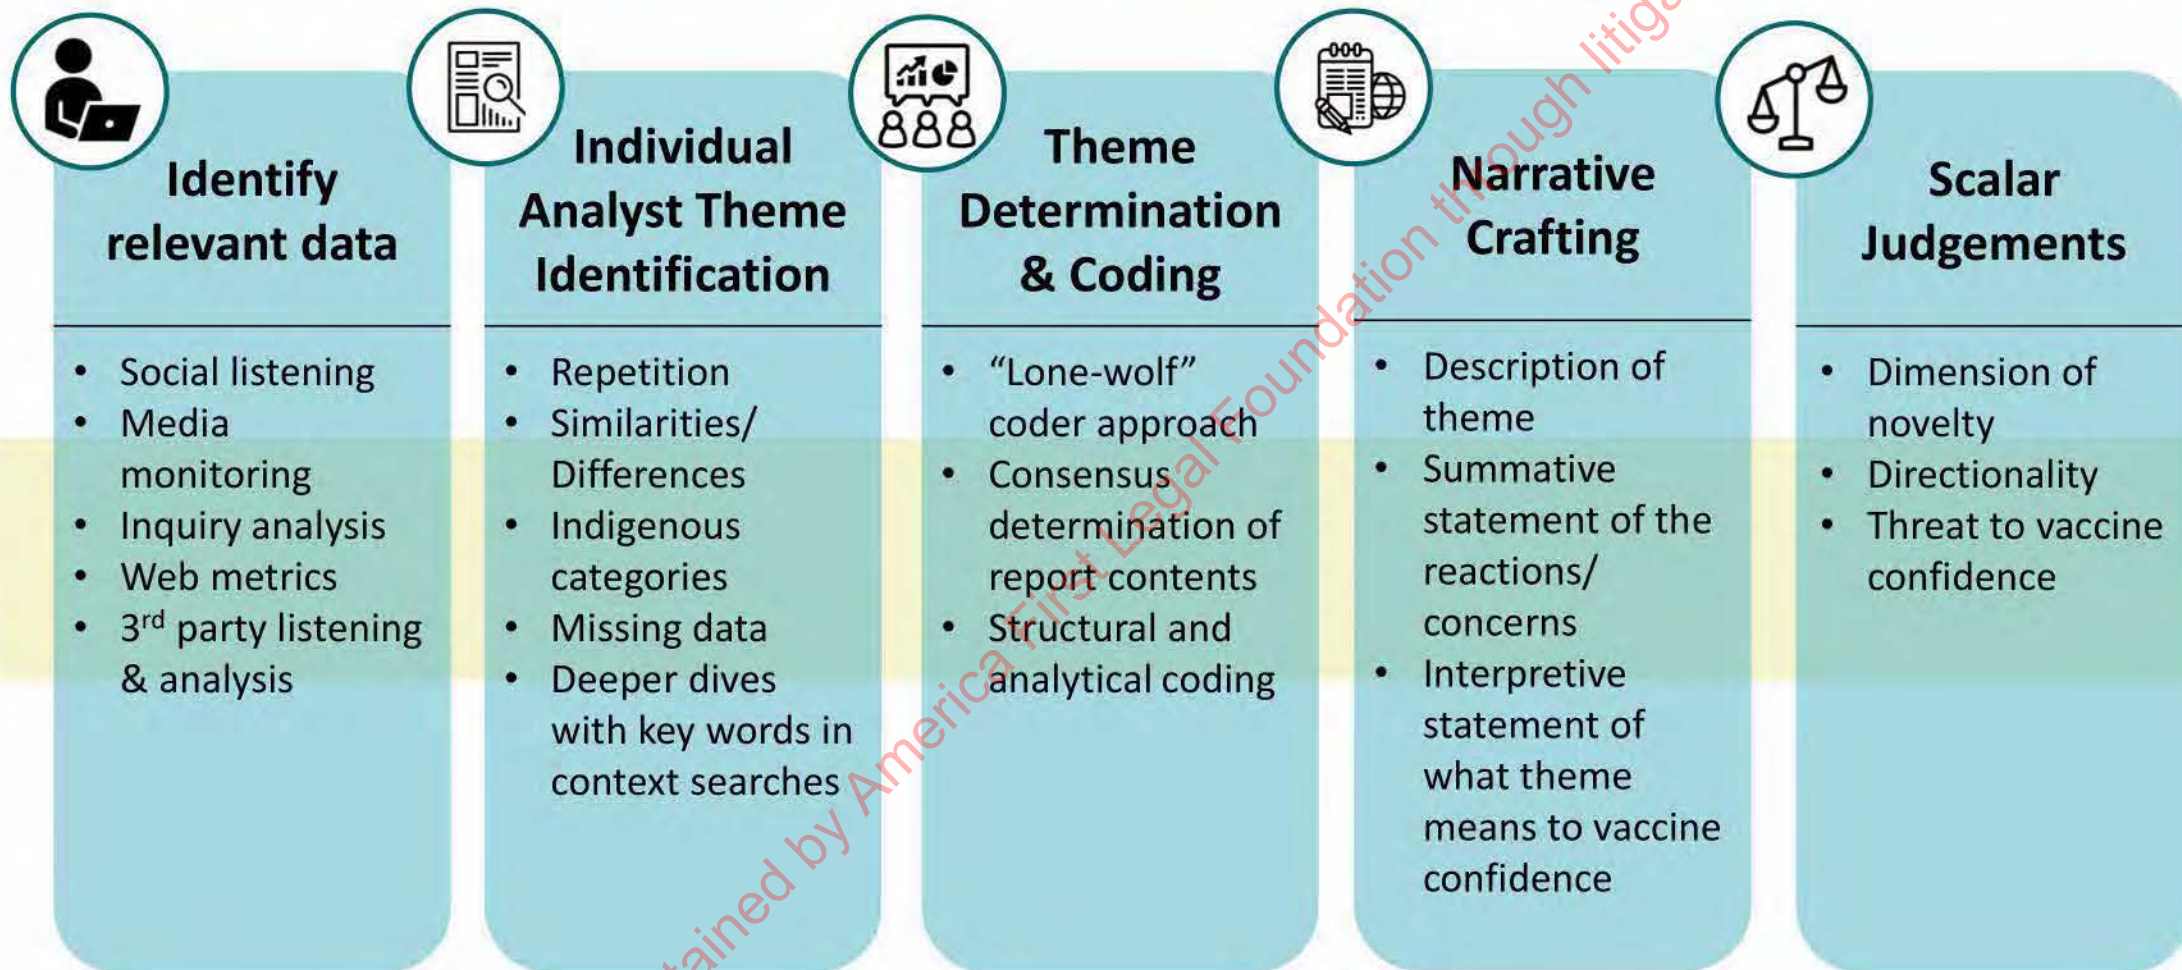 Identify
relevant data
• Social listening
• Media
monitoring
• Inquiry analysis
• Web metrics
• 3rd party listening
& analysis
Individual
Analyst Theme
Identification
• Repetition
• Similarities/
Differences
• Indigenous
categories
• Missing data
• Deeper dives
with key words in
context searches
Theme
Determination
& Coding
• “Lone-wolf”
coder approach
• Consensus
determination of
report contents
• Structural and
analytical coding
Narrative
Crafting
• Description of
theme
• Summative
statement of the
reactions/
concerns
• Interpretive
statement of
what theme
means to vaccine
confidence
Scalar
Judgements
• Dimension of
novelty
• Directionality
• Threat to vaccine
confidence
by America First Legal Foundation through